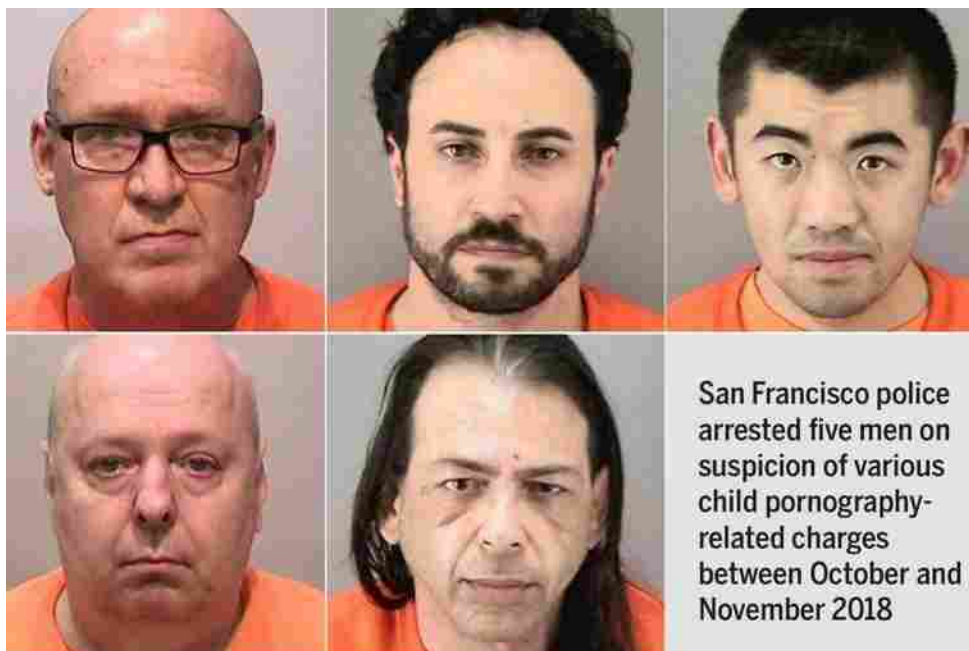 San Francisco police
arrested five men on
suspicion of various
child pornography-
related charges
between October and
November 2018